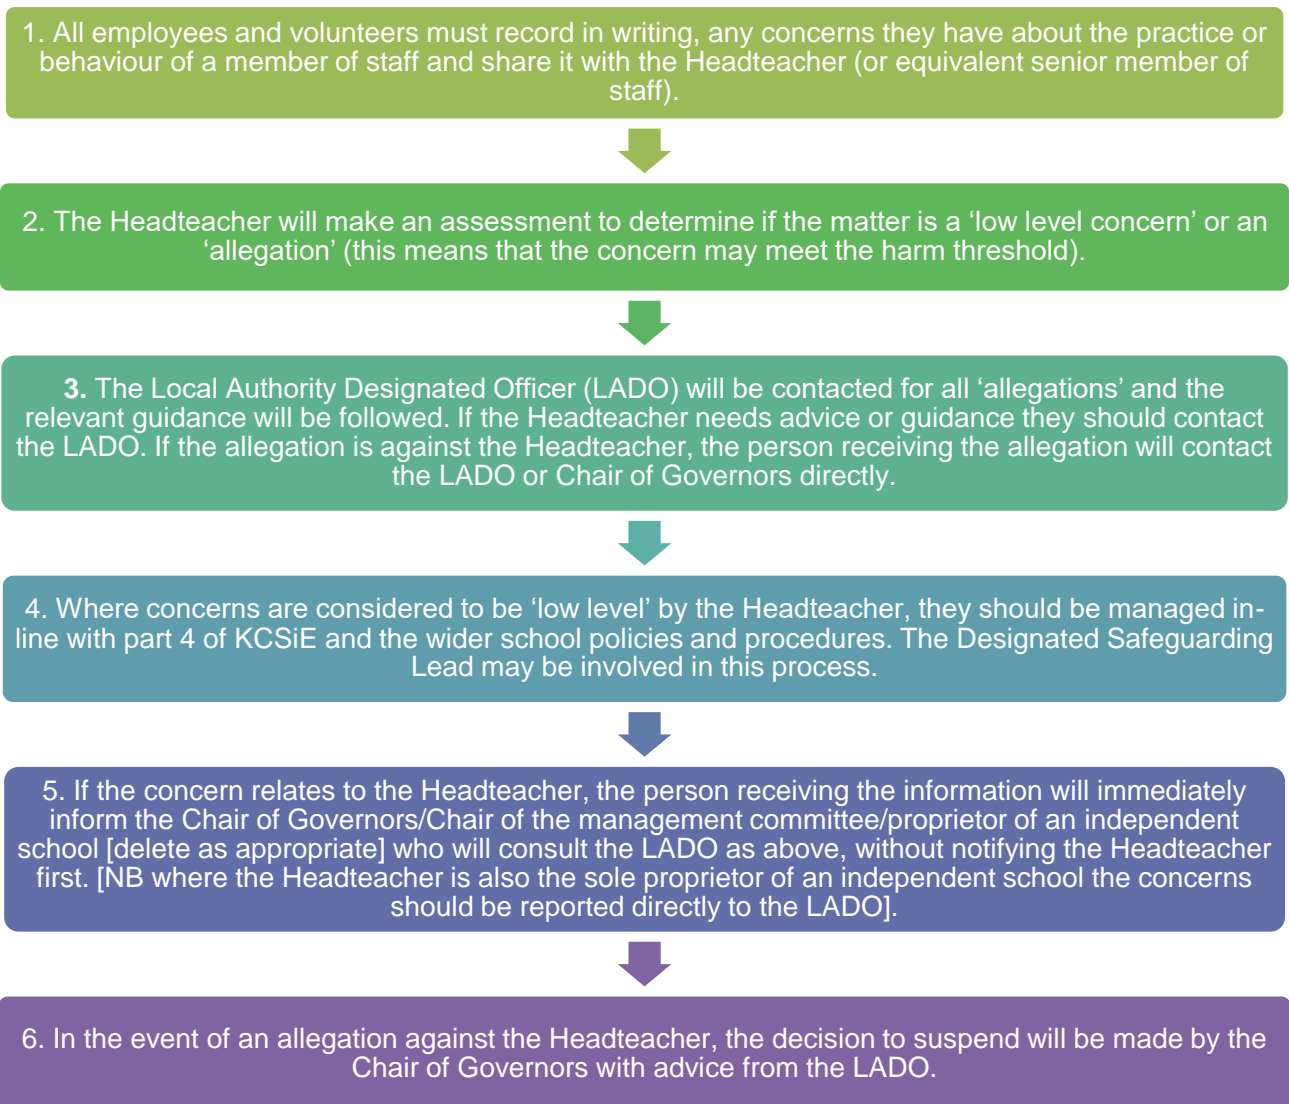 1. All employees and volunteers must record in writing, any concerns they have about the practice or
behaviour of a member of staff and share it with the Headteacher (or equivalent senior member of
staff).
2. The Headteacher will make an assessment to determine if the matter is a ‘low level concern’ or an
‘allegation’ (this means that the concern may meet the harm threshold).
3. The Local Authority Designated Officer (LADO) will be contacted for all ‘allegations’ and the
relevant guidance will be followed. If the Headteacher needs advice or guidance they should contact
the LADO. If the allegation is against the Headteacher, the person receiving the allegation will contact
the LADO or Chair of Governors directly.
4. Where concerns are considered to be ‘low level’ by the Headteacher, they should be managed in-
line with part 4 of KCSiE and the wider school policies and procedures. The Designated Safeguarding
Lead may be involved in this process.
5. If the concern relates to the Headteacher, the person receiving the information will immediately
inform the Chair of Governors/Chair of the management committee/proprietor of an independent
school [delete as appropriate] who will consult the LADO as above, without notifying the Headteacher
first. [NB where the Headteacher is also the sole proprietor of an independent school the concerns
should be reported directly to the LADO].
6. In the event of an allegation against the Headteacher, the decision to suspend will be made by the
Chair of Governors with advice from the LADO.